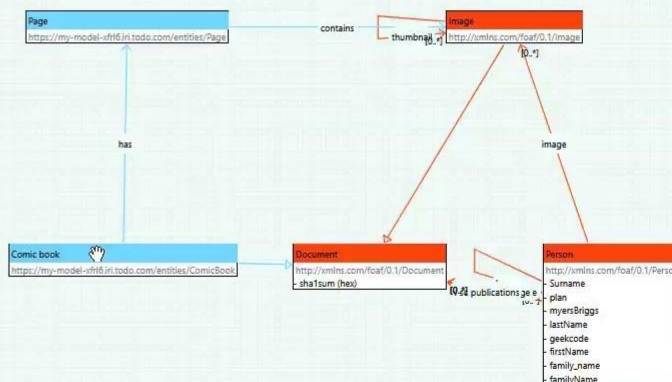 Page
https://my-model-xfrl6.iri.todo.com/entities/Page
contains
thumbnail
[0..*]
Image
http://xmlns.com/foaf/0.1/Image
[0..*]
has
image
Comic book
https://my-model-xfrl6.iri.todo.com/entities/ComicBook
Document
http://xmlns.com/foaf/0.1/Document
- sha1sum (hex)
publications
Person
http://xmlns.com/foaf/0.1/Perso
- Surname
- plan
- myersBriggs
- lastName
- geekcode
- firstName
- family_name
- familyName